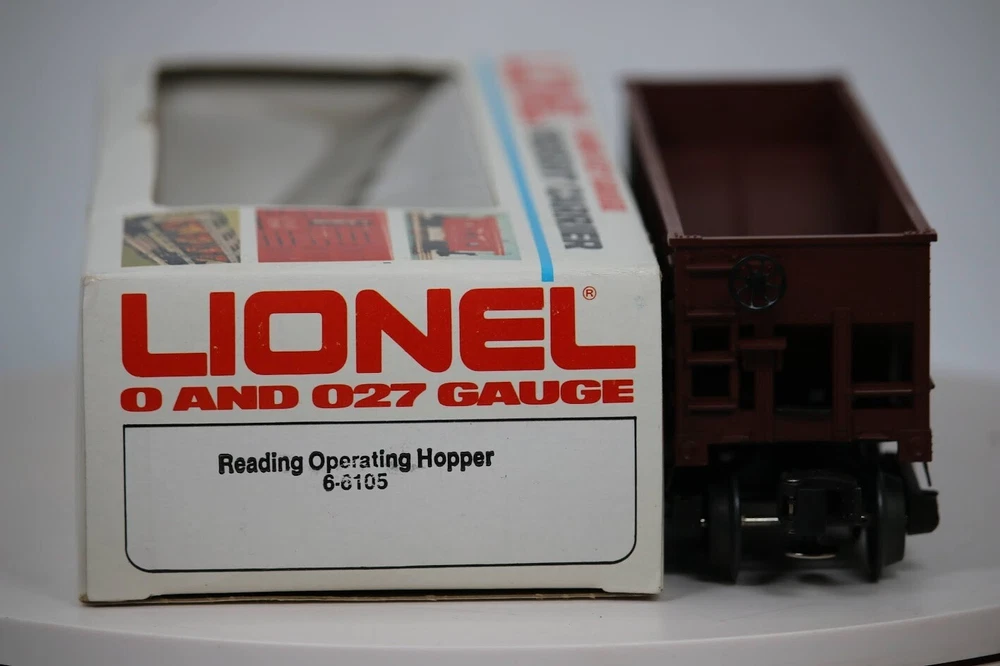 LIONEL®
O AND O27 GAUGE
Reading Operating Hopper
6-6105